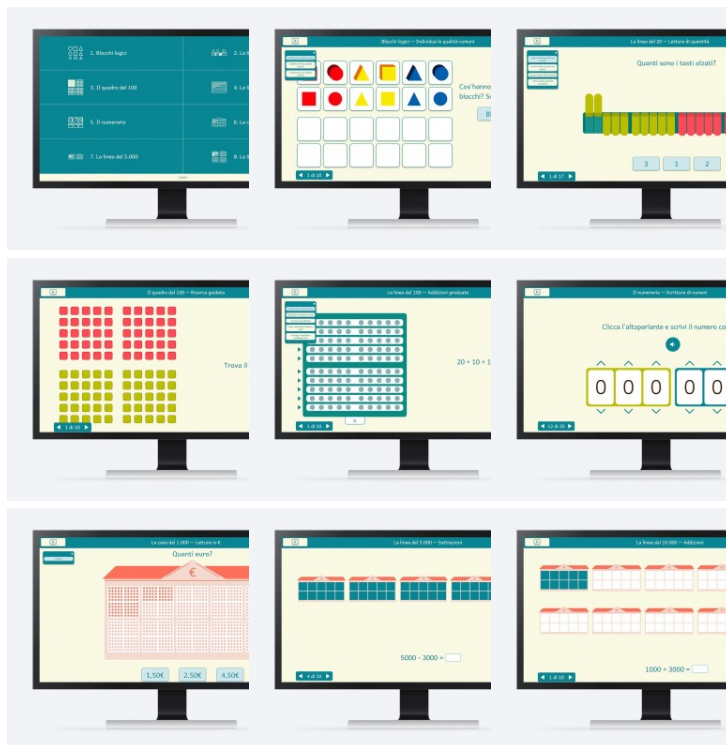 1. Blocchi logici
2. La l
3. Il quadro del 100
4. La l
5. Il numerario
6. La c
7. La linea del 5.000
8. La l
Blocchi logici – Individua le qualità comuni
Cos'hanno
blocchi? S
1 di 10
La linea del 20 – Lettura di quantità
Quanti sono i tasti alzati?
3 1 2
1 di 17
Il quadro del 100 – Ricerca guidata
Trova il
1 di 10
La linea del 100 – Addizioni graduate
20 + 10 = 1
1 di 10
Il numerario – Scrittura di numeri
Clicca l'altoparlante e scrivi il numero co
0 0 0 0 0
12 di 35
La casa del 1.000 – Lettura in €
Quanti euro?
€
1,50€ 2,50€ 4,50€
La linea del 5.000 – Sottrazioni
5000 - 3000 =
4 di 10
La linea del 10.000 – Addizioni
1000 + 3000 =
1 di 10